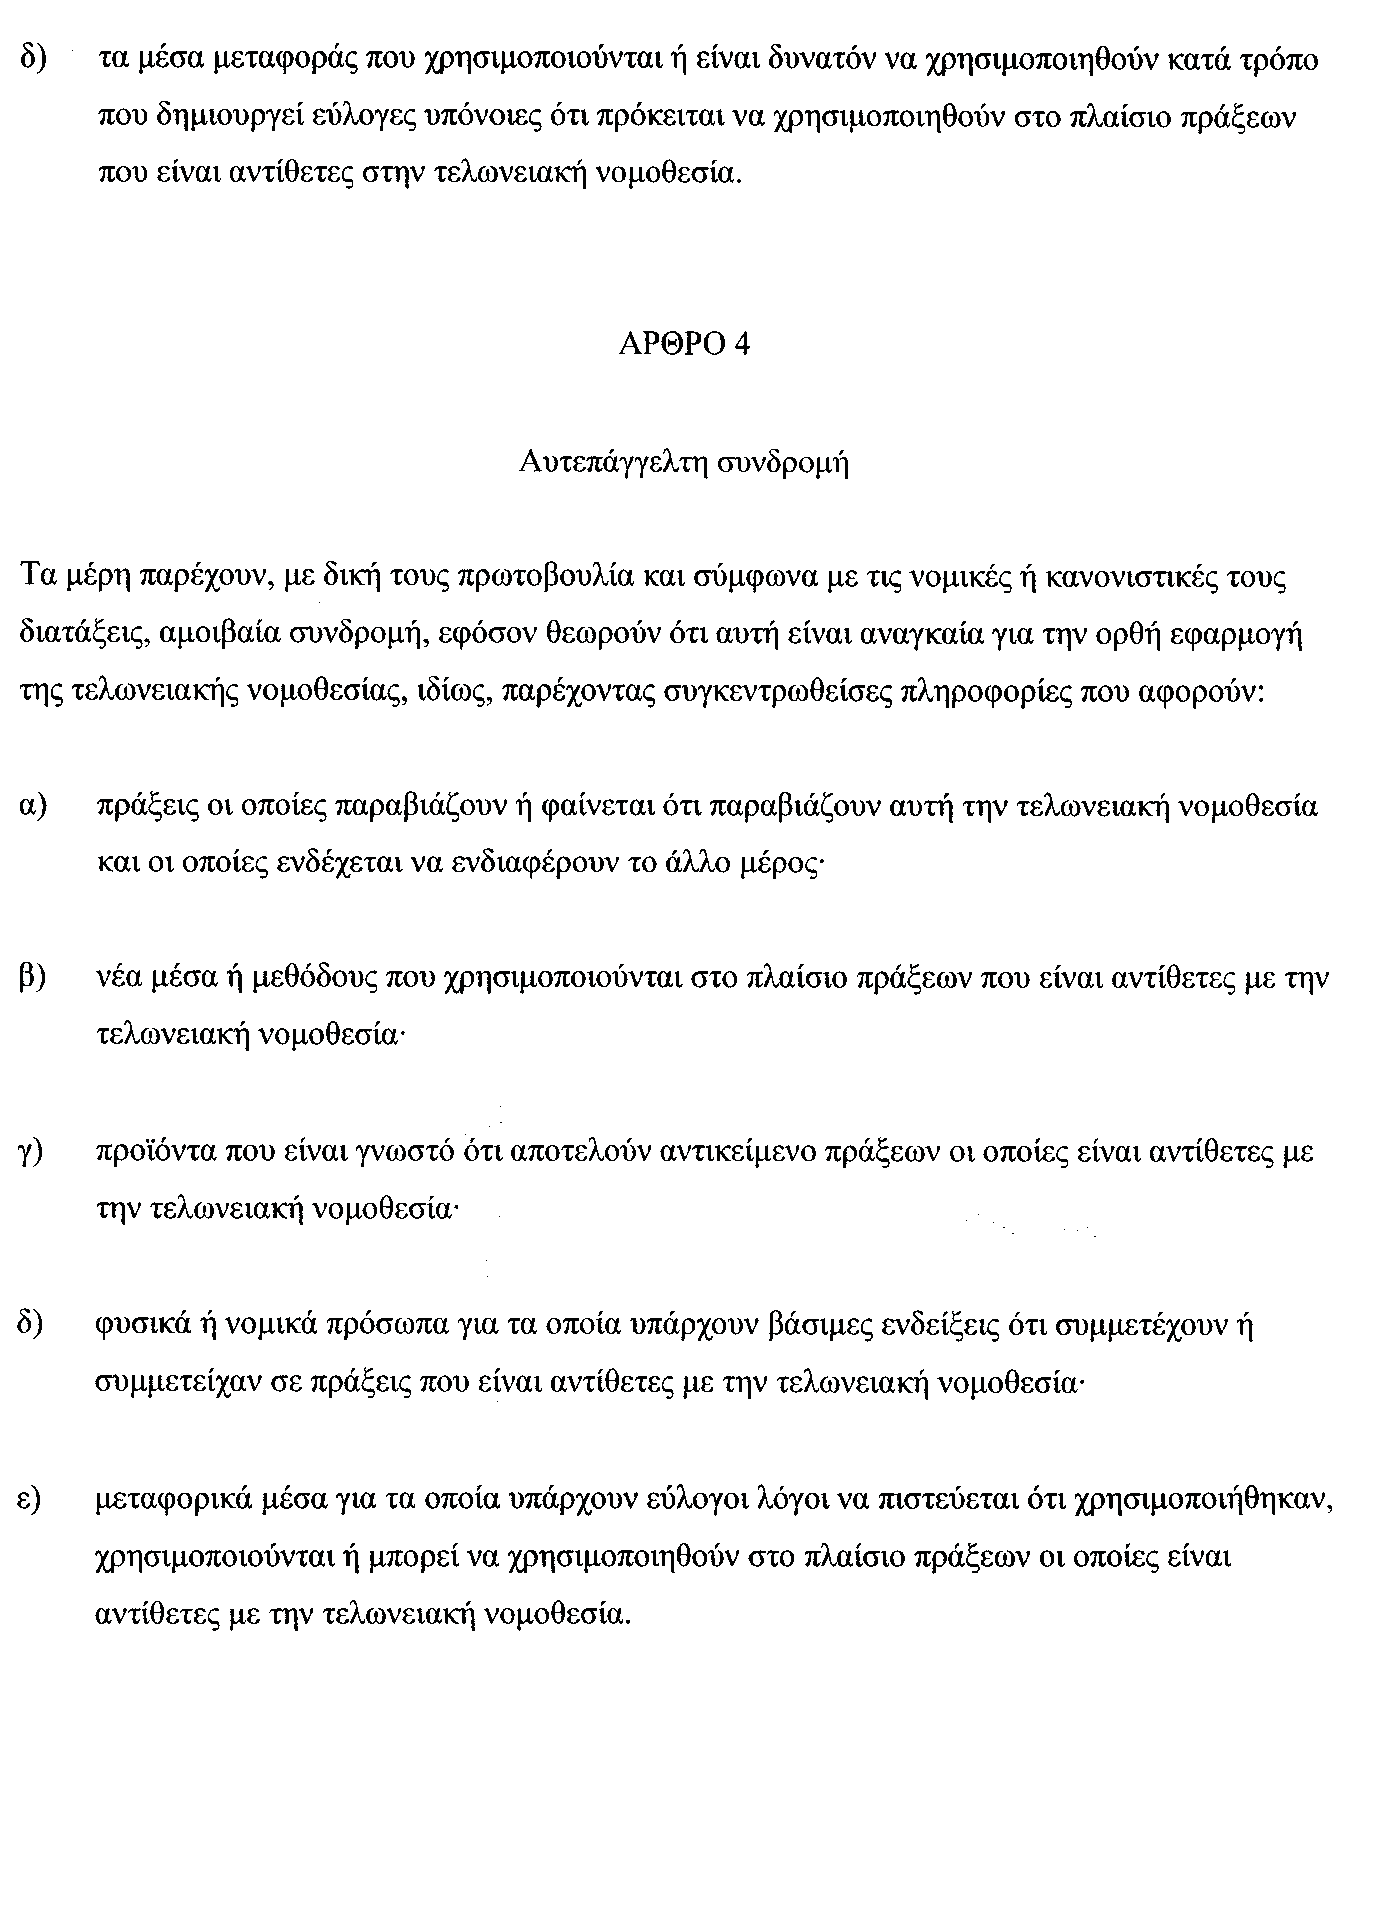 δ) τα μέσα μεταφοράς που χρησιμοποιούνται ή είναι δυνατόν να χρησιμοποιηθούν κατά τρόπο
που δημιουργεί εύλογες υπόνοιες ότι πρόκειται να χρησιμοποιηθούν στο πλαίσιο πράξεων
που είναι αντίθετες στην τελωνειακή νομοθεσία.
ΑΡΘΡΟ 4
Αυτεπάγγελτη συνδρομή
Τα μέρη παρέχουν, με δική τους πρωτοβουλία και σύμφωνα με τις νομικές ή κανονιστικές τους
διατάξεις, αμοιβαία συνδρομή, εφόσον θεωρούν ότι αυτή είναι αναγκαία για την ορθή εφαρμογή
της τελωνειακής νομοθεσίας, ιδίως, παρέχοντας συγκεντρωθείσες πληροφορίες που αφορούν:
α) πράξεις οι οποίες παραβιάζουν ή φαίνεται ότι παραβιάζουν αυτή την τελωνειακή νομοθεσία
και οι οποίες ενδέχεται να ενδιαφέρουν το άλλο μέρος·
β) νέα μέσα ή μεθόδους που χρησιμοποιούνται στο πλαίσιο πράξεων που είναι αντίθετες με την
τελωνειακή νομοθεσία·
γ) προϊόντα που είναι γνωστό ότι αποτελούν αντικείμενο πράξεων οι οποίες είναι αντίθετες με
την τελωνειακή νομοθεσία·
δ) φυσικά ή νομικά πρόσωπα για τα οποία υπάρχουν βάσιμες ενδείξεις ότι συμμετέχουν ή
συμμετείχαν σε πράξεις που είναι αντίθετες με την τελωνειακή νομοθεσία·
ε) μεταφορικά μέσα για τα οποία υπάρχουν εύλογοι λόγοι να πιστεύεται ότι χρησιμοποιήθηκαν,
χρησιμοποιούνται ή μπορεί να χρησιμοποιηθούν στο πλαίσιο πράξεων οι οποίες είναι
αντίθετες με την τελωνειακή νομοθεσία.